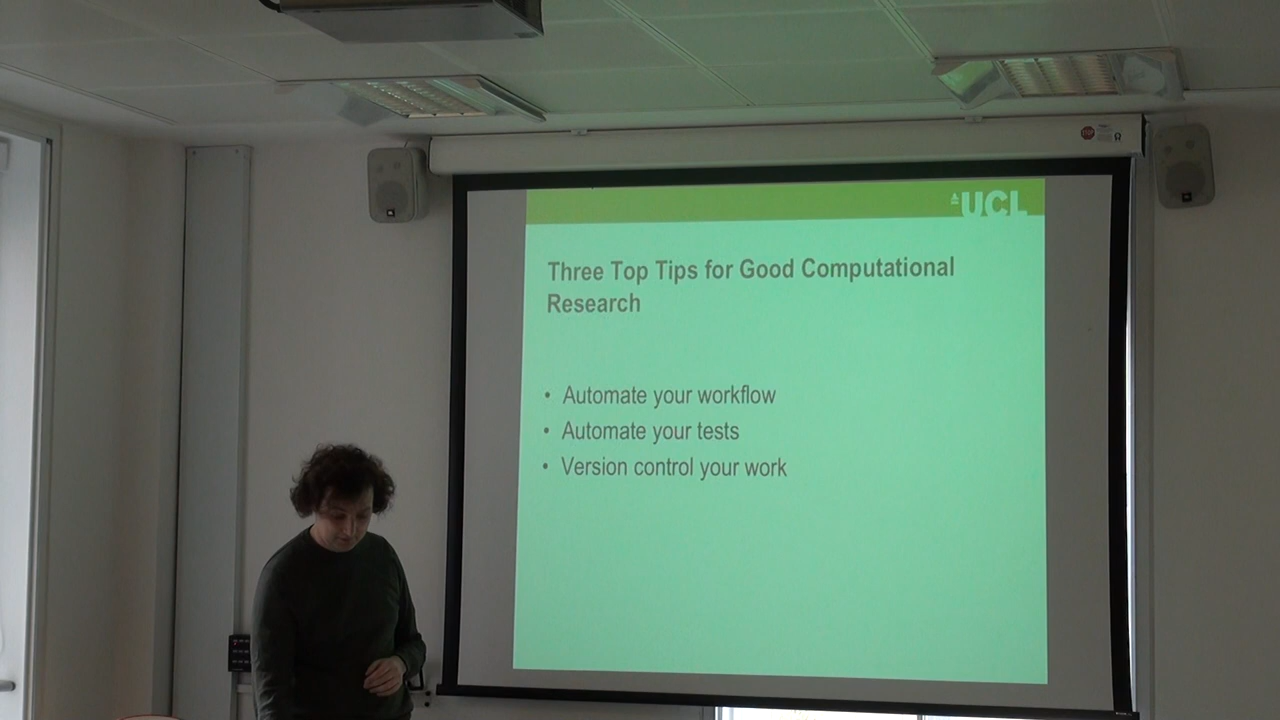 UCL
Three Top Tips for Good Computational
Research
• Automate your workflow
• Automate your tests
• Version control your work